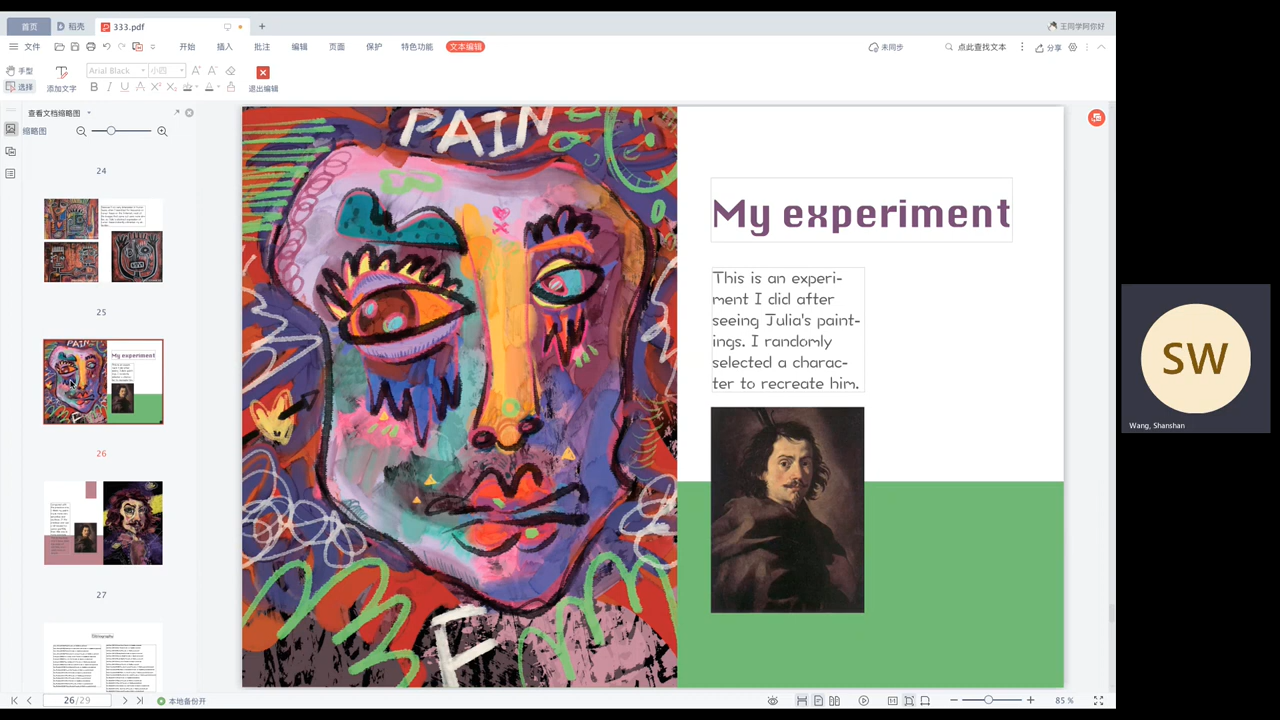 首页
稻壳
333.pdf
王同学阿你好
文件
开始
插入
批注
编辑
页面
保护
特色功能
文本编辑
未同步
点此查找文本
分享
手型
选择
添加文字
Arial Black
小四
退出编辑
查看文档缩略图
缩略图
24
25
My experiment
26
27
Bibliography
PAIN
My experiment
This is an experi-
ment I did after
seeing Julia's paint-
ings. I randomly
selected a charac-
ter to recreate him.
SW
Wang, Shanshan
26/29
本地备份开
85 %